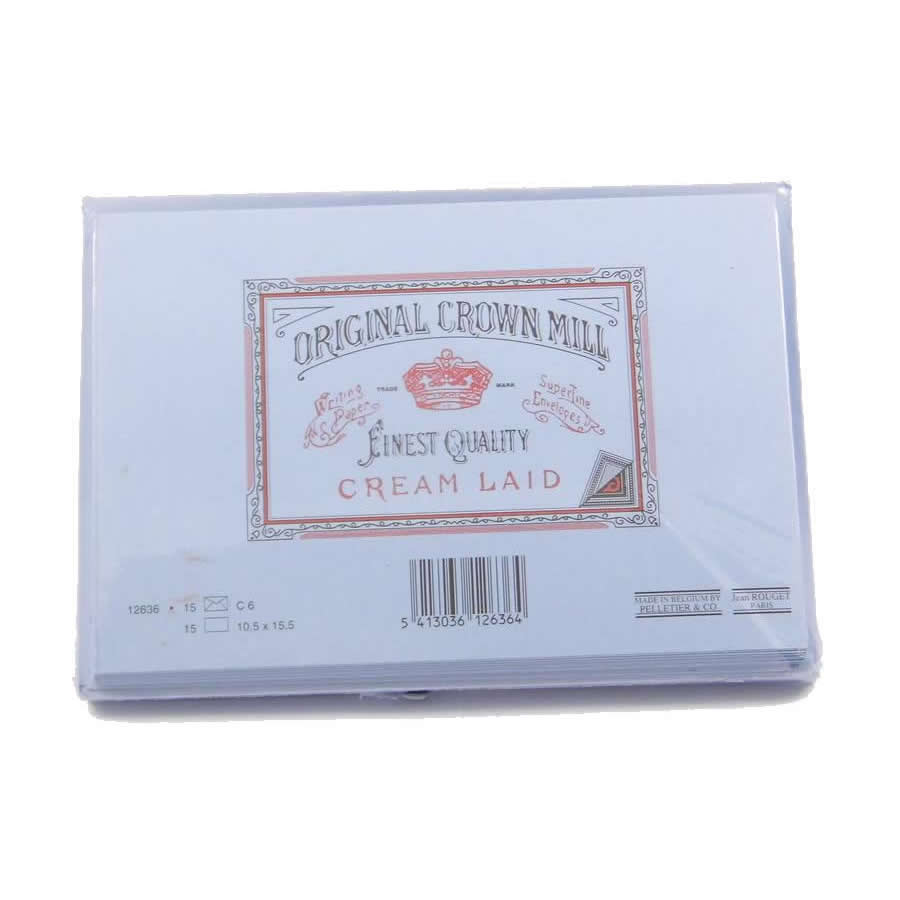 ORIGINAL CROWN MILL
TRADE MARK
Writing
& Paper
Superfine
Envelopes
FINEST QUALITY
CREAM LAID
12636 • 15 C 6
15 10,5 x 15,5
5 413036 126364
MADE IN BELGIUM BY
PELLETIER & CO.
Jean ROUGET
PARIS